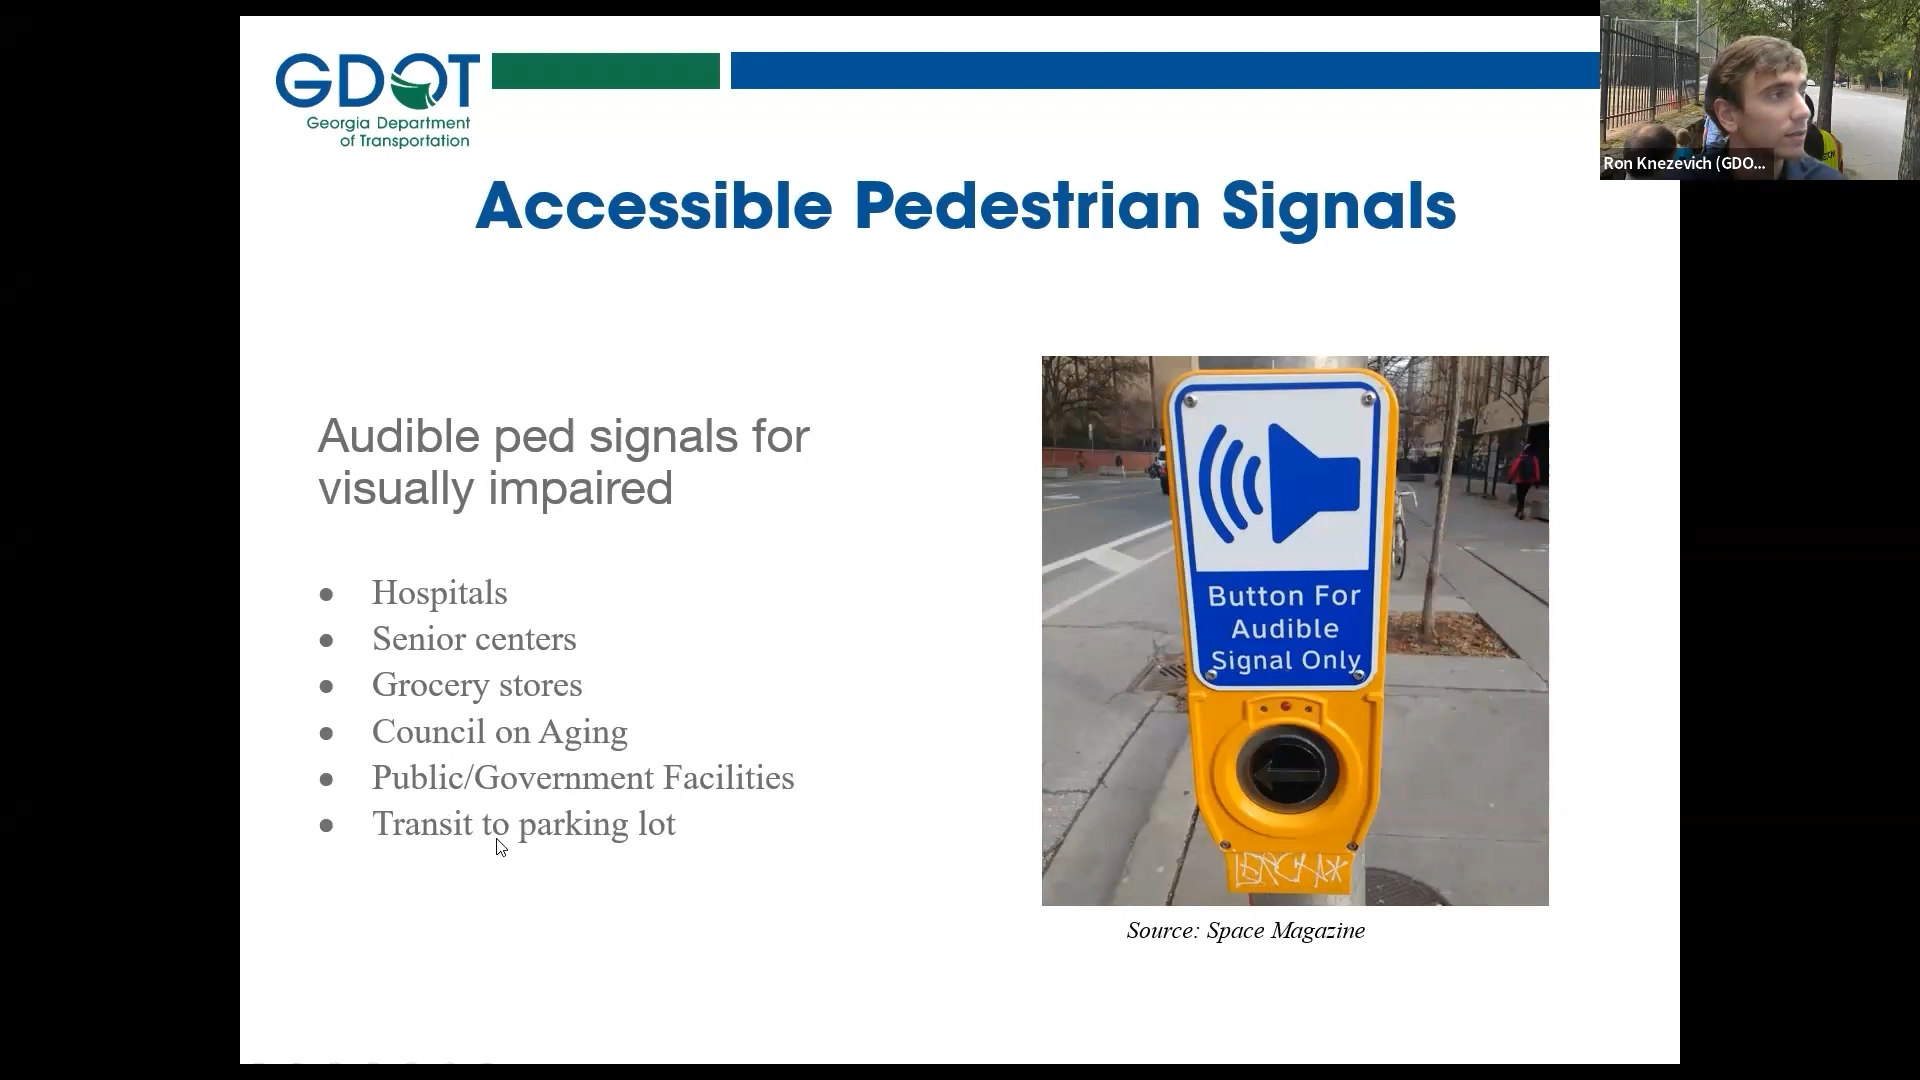 GDOT
Georgia Department
of Transportation
Ron Knezevich (GDO...
Accessible Pedestrian Signals
Audible ped signals for
visually impaired
• Hospitals
• Senior centers
• Grocery stores
• Council on Aging
• Public/Government Facilities
• Transit to parking lot
Button For
Audible
Signal Only
Source: Space Magazine